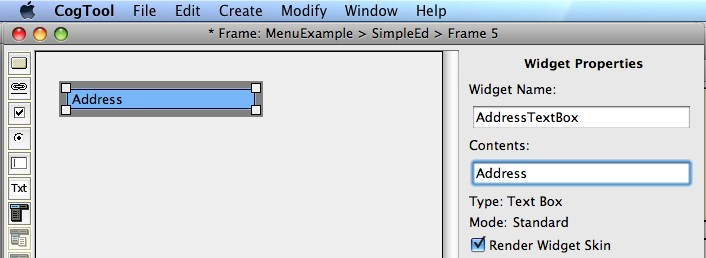 CogTool File Edit Create Modify Window Help
* Frame: MenuExample > SimpleEd > Frame 5
Address
Txt
Widget Properties
Widget Name:
AddressTextBox
Contents:
Address
Type: Text Box
Mode: Standard
Render Widget Skin